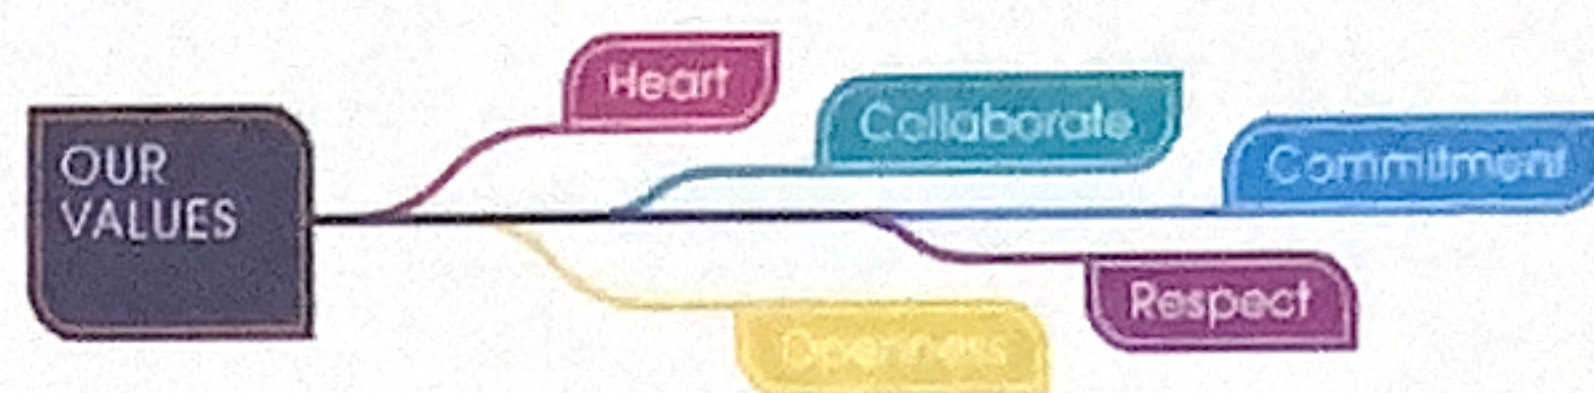 OUR
VALUES
Heart
Collaborate
Commitment
Openness
Respect